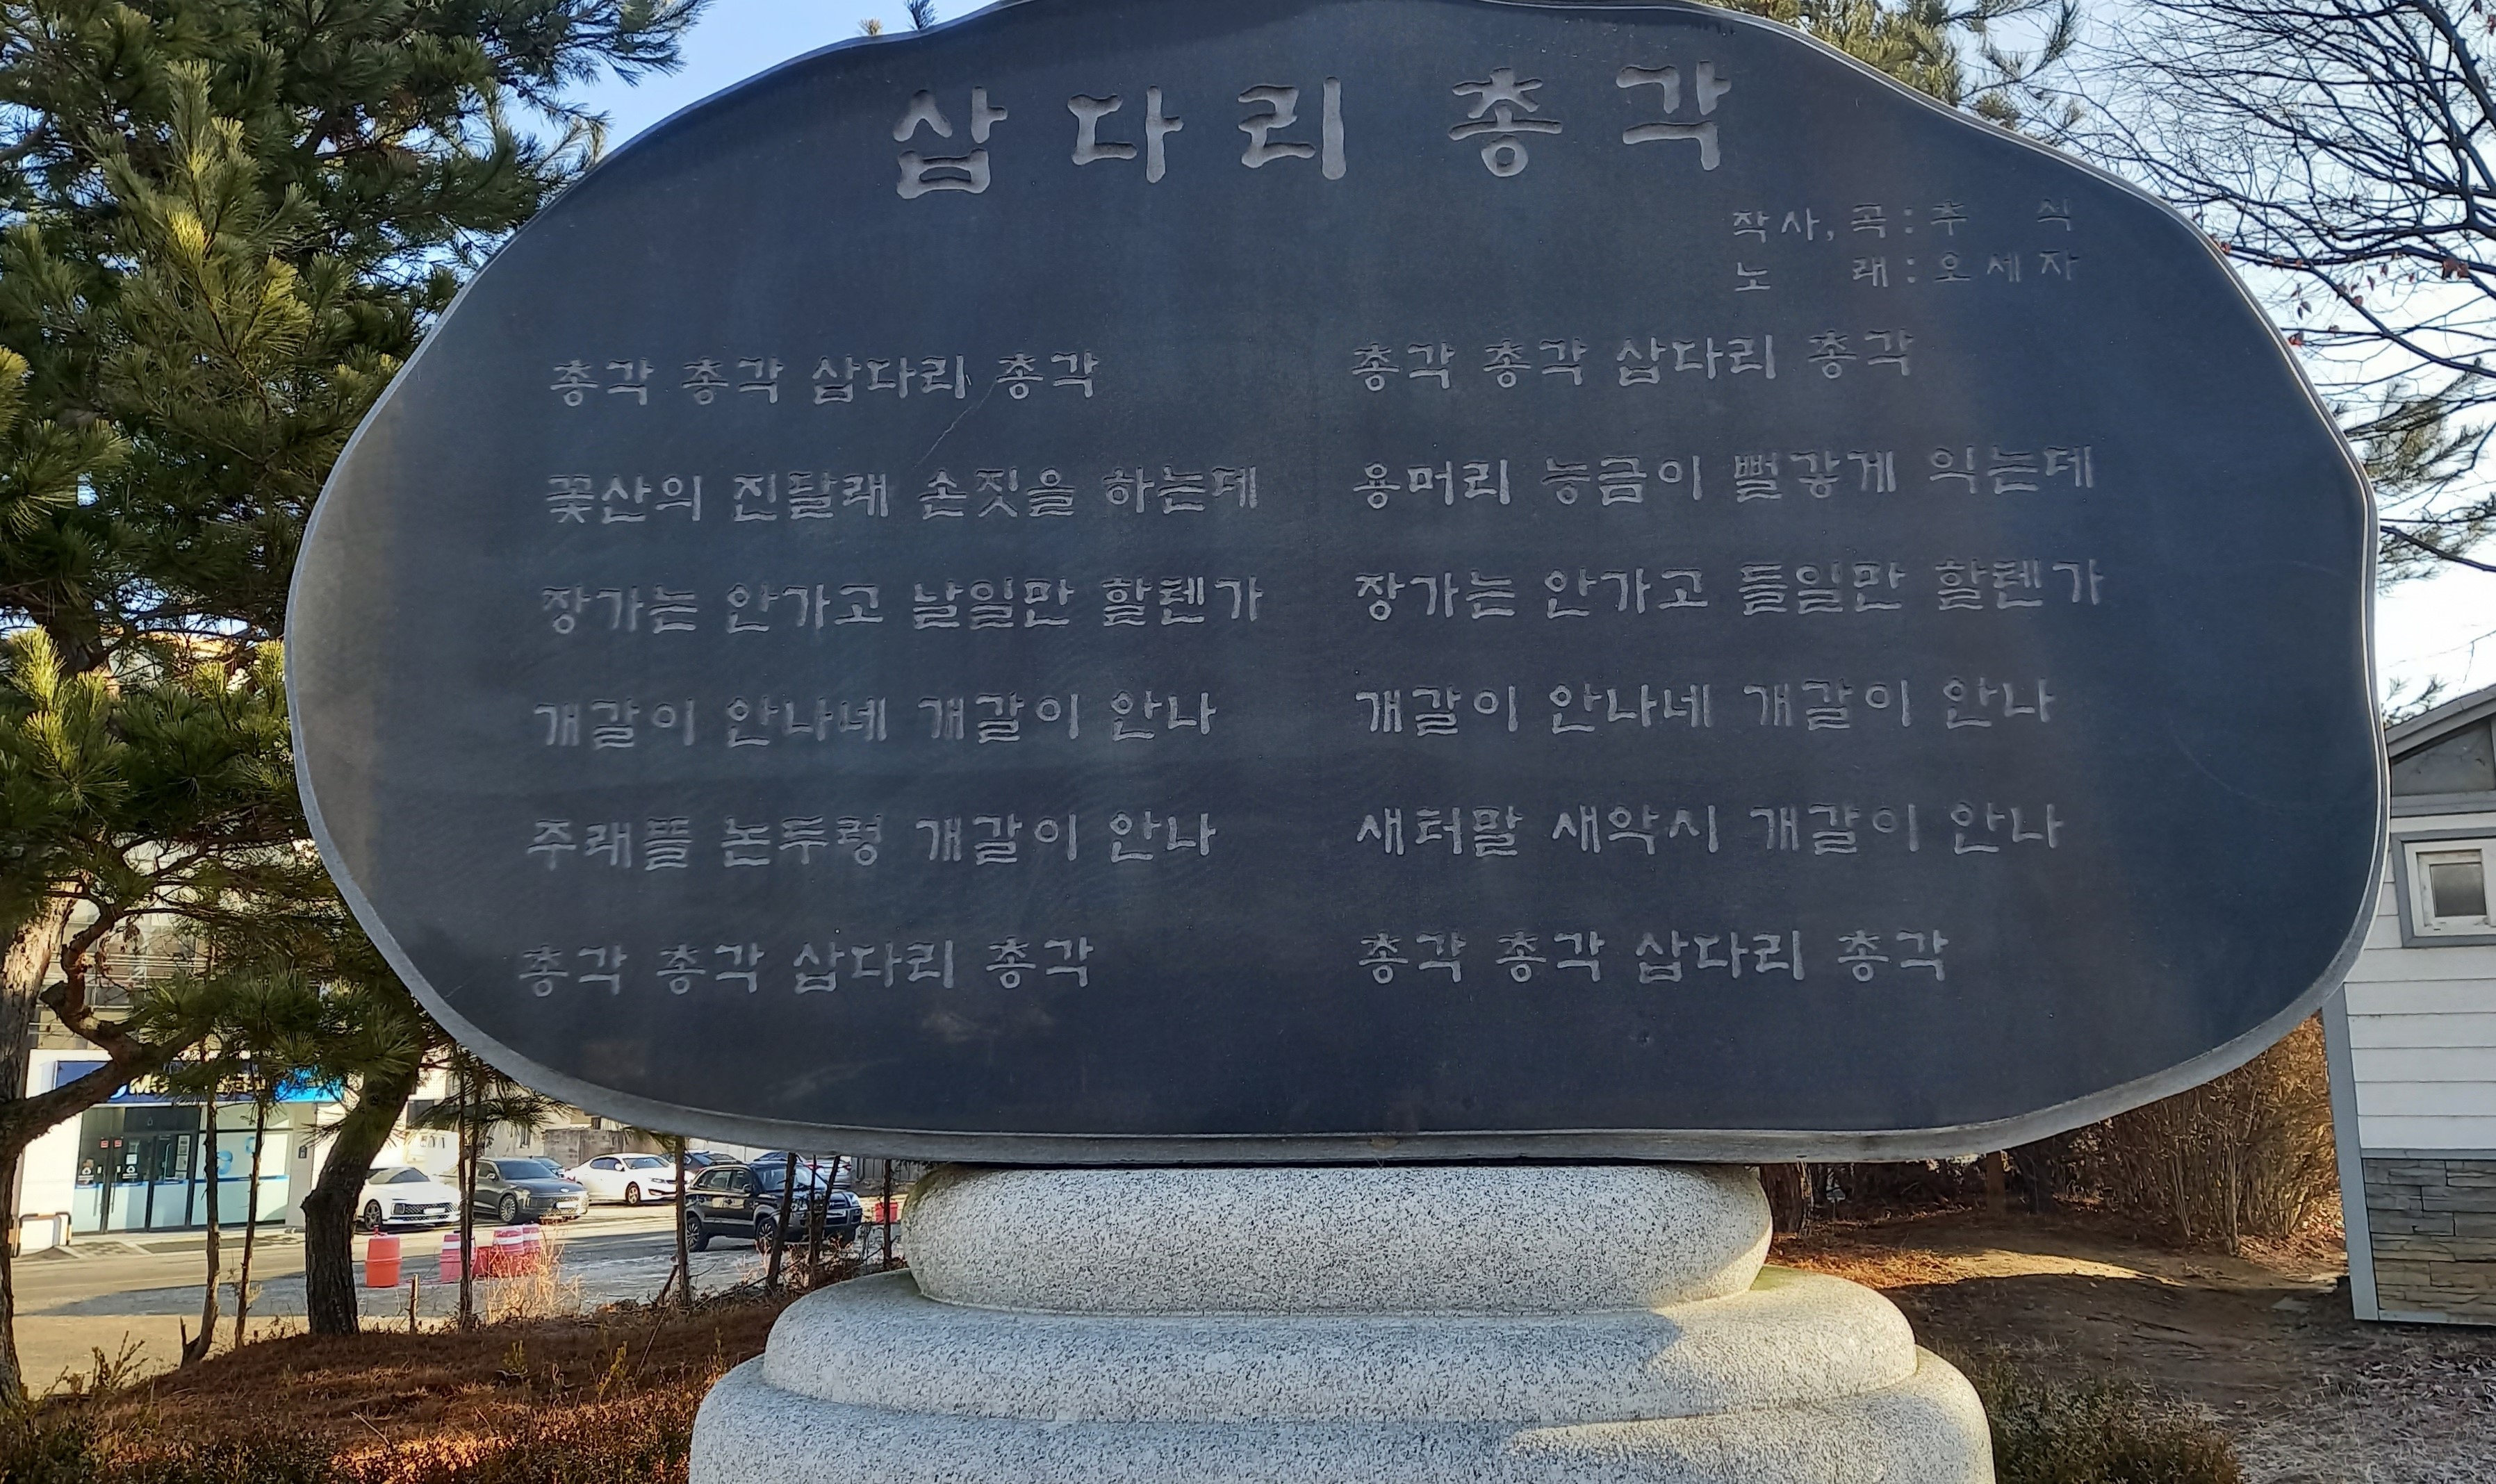 삽다리 총각
작사,곡:주 식
노 래:오세자
총각 총각 삽다리 총각
꽃산의 진달래 손짓을 하는데
장가는 안가고 날일만 할텐가
개갈이 안나네 개갈이 안나
주래뜰 논두렁 개갈이 안나
총각 총각 삽다리 총각
총각 총각 삽다리 총각
용머리 능금이 뻘갛게 익는데
장가는 안가고 들일만 할텐가
개갈이 안나네 개갈이 안나
새터말 새악시 개갈이 안나
총각 총각 삽다리 총각